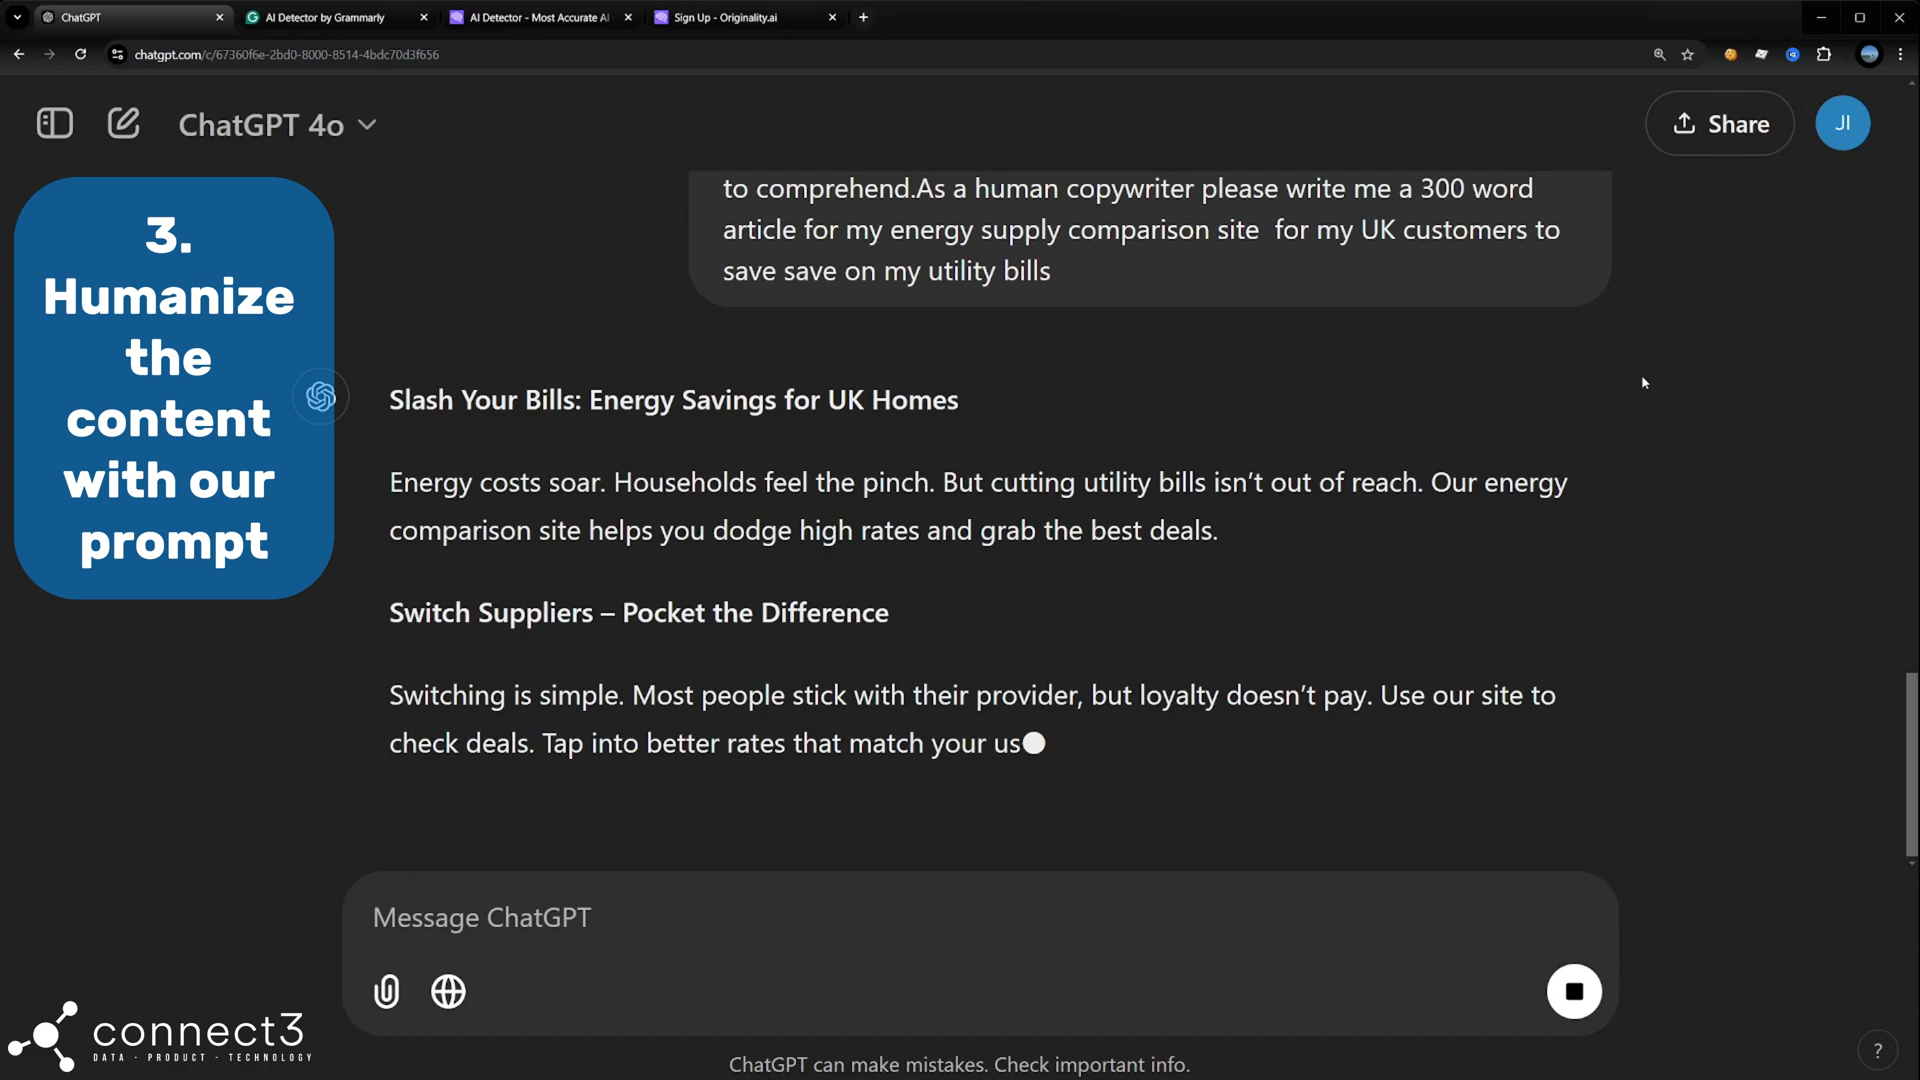 ChatGPT
AI Detector by Grammarly
AI Detector - Most Accurate AI
Sign Up - Originality.ai
chatgpt.com/c/67360f6e-2bd0-8000-8514-4bdc70d3f656
ChatGPT 4o
Share
JI
3.
Humanize
the
content
with our
prompt
to comprehend.As a human copywriter please write me a 300 word
article for my energy supply comparison site  for my UK customers to
save save on my utility bills
Slash Your Bills: Energy Savings for UK Homes
Energy costs soar. Households feel the pinch. But cutting utility bills isn’t out of reach. Our energy
comparison site helps you dodge high rates and grab the best deals.
Switch Suppliers – Pocket the Difference
Switching is simple. Most people stick with their provider, but loyalty doesn’t pay. Use our site to
check deals. Tap into better rates that match your us
Message ChatGPT
connect3
DATA - PRODUCT - TECHNOLOGY
ChatGPT can make mistakes. Check important info.
?